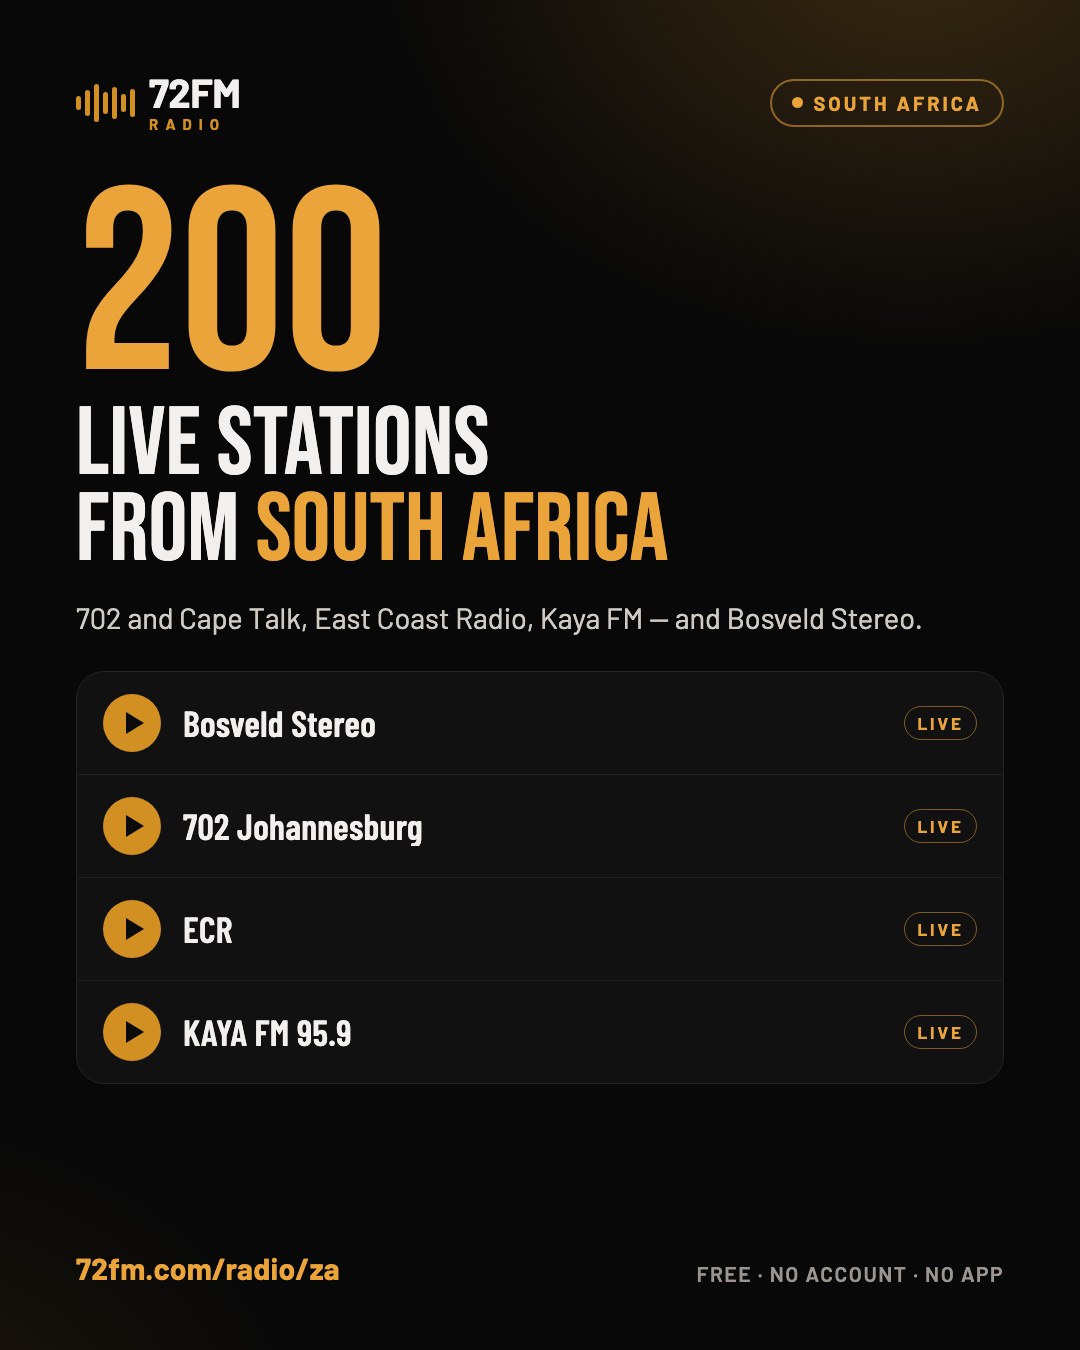 72FM
RADIO
SOUTH AFRICA
200
LIVE STATIONS
FROM SOUTH AFRICA
702 and Cape Talk, East Coast Radio, Kaya FM — and Bosveld Stereo.
Bosveld Stereo
LIVE
702 Johannesburg
LIVE
ECR
LIVE
KAYA FM 95.9
LIVE
72fm.com/radio/za
FREE · NO ACCOUNT · NO APP